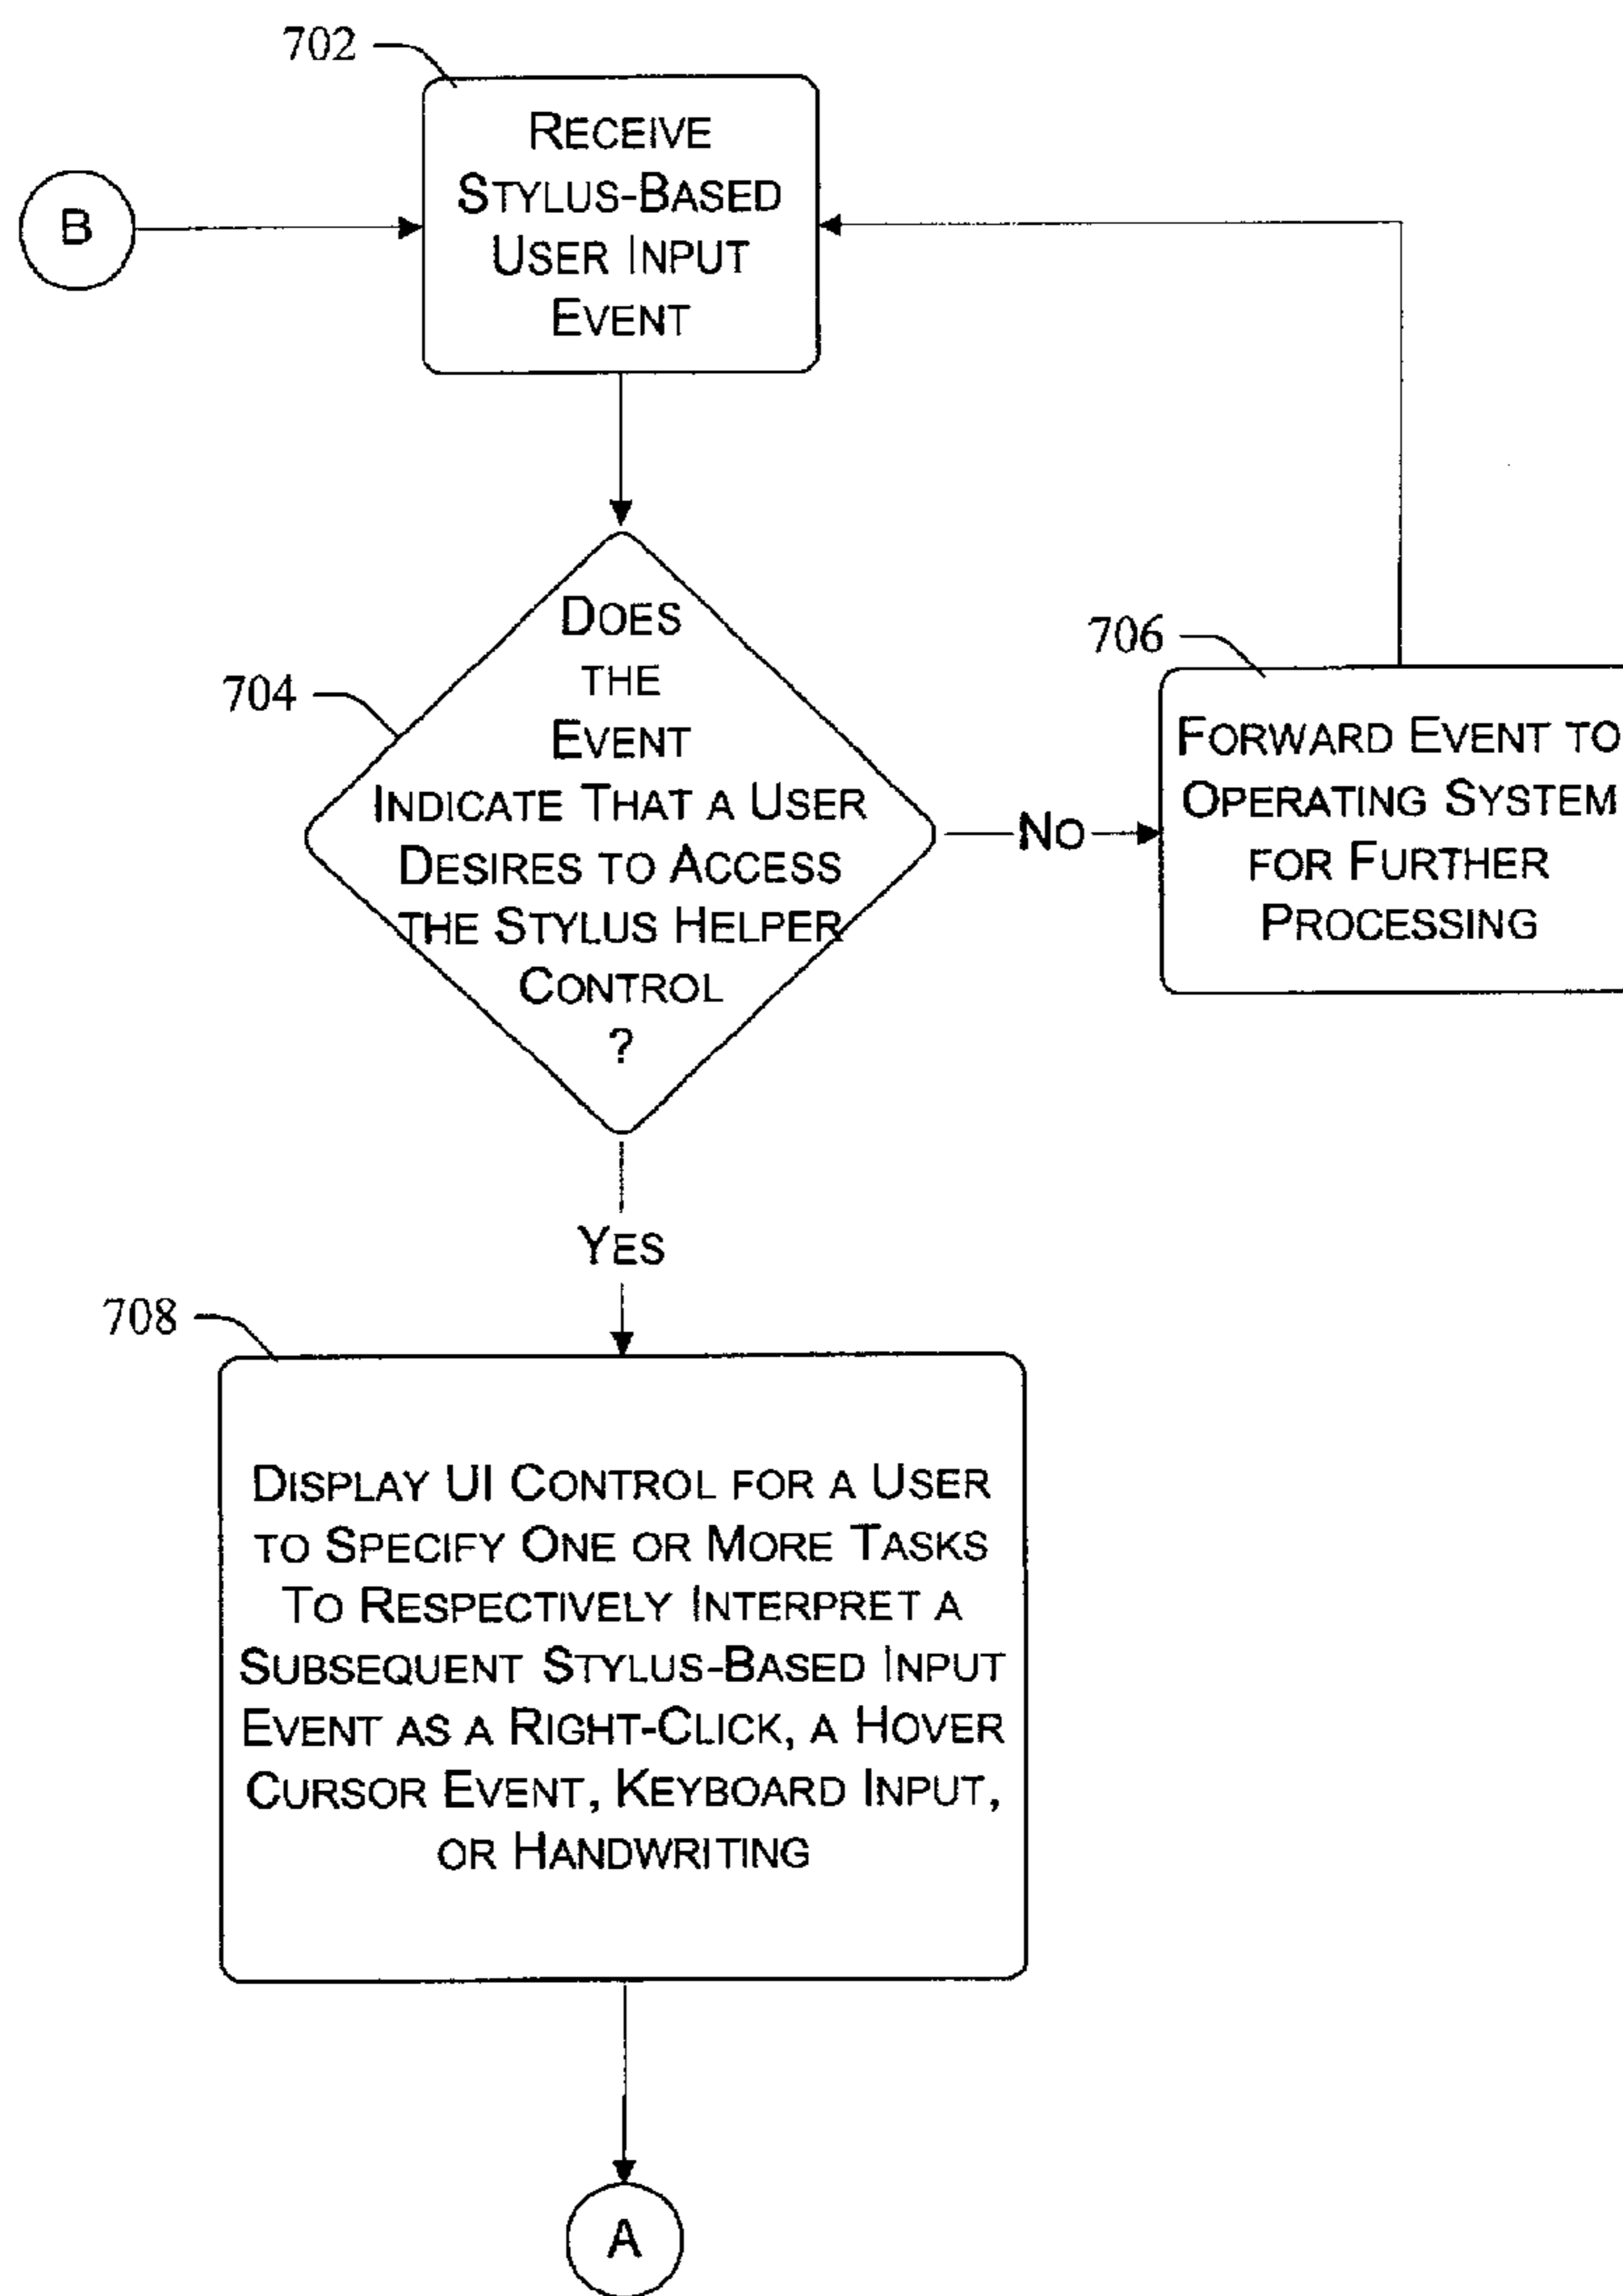 702
RECEIVE
STYLUS-BASED
USER INPUT
EVENT
B
DOES
THE
EVENT
INDICATE THAT A USER
DESIRES TO ACCESS
THE STYLUS HELPER
CONTROL
?
704
NO
706
FORWARD EVENT TO
OPERATING SYSTEM
FOR FURTHER
PROCESSING
YES
708
DISPLAY UI CONTROL FOR A USER
TO SPECIFY ONE OR MORE TASKS
TO RESPECTIVELY INTERPRET A
SUBSEQUENT STYLUS-BASED INPUT
EVENT AS A RIGHT-CLICK, A HOVER
CURSOR EVENT, KEYBOARD INPUT,
OR HANDWRITING
A